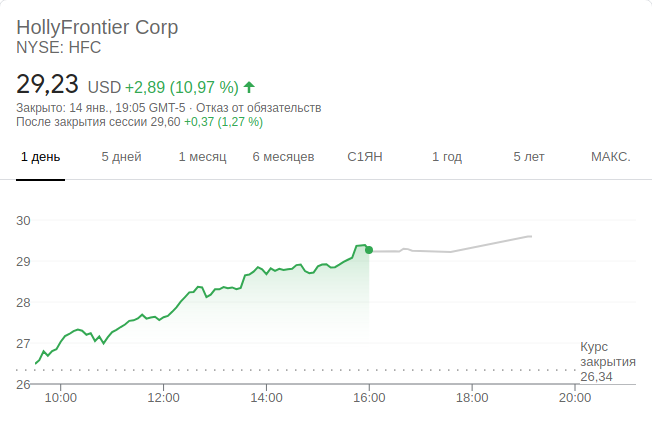 HollyFrontier Corp
NYSE: HFC
29,23 USD +2,89 (10,97 %)
Закрыто: 14 янв., 19:05 GMT-5 · Отказ от обязательств
После закрытия сессии 29,60 +0,37 (1,27 %)
1 день 5 дней 1 месяц 6 месяцев С1ЯН 1 год 5 лет МАКС.
30
29
28
27
26
Курс
закрытия
26,34
10:00 12:00 14:00 16:00 18:00 20:00